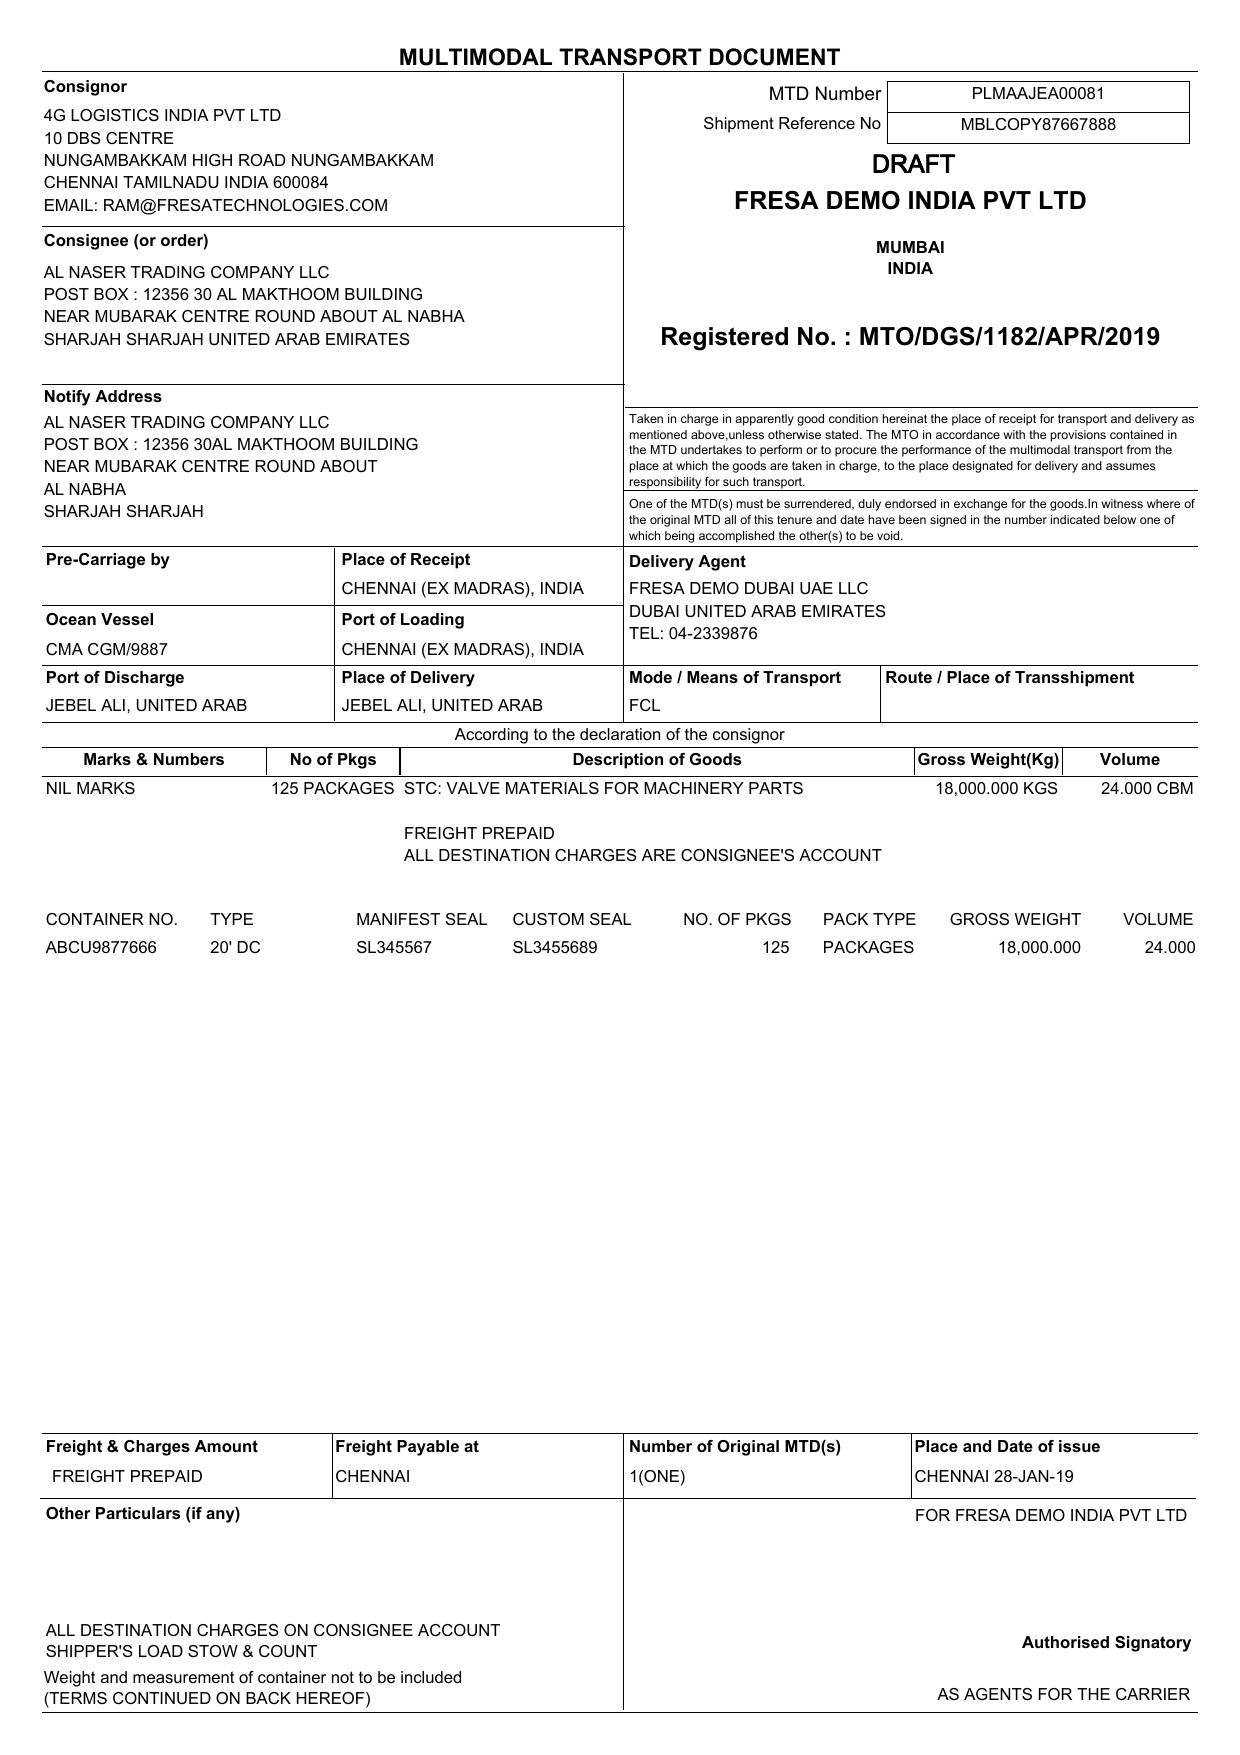 MULTIMODAL TRANSPORT DOCUMENT
Consignor
4G LOGISTICS INDIA PVT LTD
10 DBS CENTRE
NUNGAMBAKKAM HIGH ROAD NUNGAMBAKKAM
CHENNAI TAMILNADU INDIA 600084
EMAIL: RAM@FRESATECHNOLOGIES.COM
MTD Number PLMAAJEA00081
Shipment Reference No MBLCOPY87667888
DRAFT
FRESA DEMO INDIA PVT LTD
MUMBAI
INDIA
Registered No. : MTO/DGS/1182/APR/2019
Consignee (or order)
AL NASER TRADING COMPANY LLC
POST BOX : 12356 30 AL MAKTHOOM BUILDING
NEAR MUBARAK CENTRE ROUND ABOUT AL NABHA
SHARJAH SHARJAH UNITED ARAB EMIRATES
Notify Address
AL NASER TRADING COMPANY LLC
POST BOX : 12356 30AL MAKTHOOM BUILDING
NEAR MUBARAK CENTRE ROUND ABOUT
AL NABHA
SHARJAH SHARJAH
Taken in charge in apparently good condition hereinat the place of receipt for transport and delivery as
mentioned above,unless otherwise stated. The MTO in accordance with the provisions contained in
the MTD undertakes to perform or to procure the performance of the multimodal transport from the
place at which the goods are taken in charge, to the place designated for delivery and assumes
responsibility for such transport.
One of the MTD(s) must be surrendered, duly endorsed in exchange for the goods.In witness where of
the original MTD all of this tenure and date have been signed in the number indicated below one of
which being accomplished the other(s) to be void.
Pre-Carriage by
Place of Receipt
CHENNAI (EX MADRAS), INDIA
Delivery Agent
FRESA DEMO DUBAI UAE LLC
DUBAI UNITED ARAB EMIRATES
TEL: 04-2339876
Ocean Vessel
CMA CGM/9887
Port of Loading
CHENNAI (EX MADRAS), INDIA
Port of Discharge
JEBEL ALI, UNITED ARAB
Place of Delivery
JEBEL ALI, UNITED ARAB
Mode / Means of Transport
FCL
Route / Place of Transshipment
According to the declaration of the consignor
Marks & Numbers No of Pkgs Description of Goods Gross Weight(Kg) Volume
NIL MARKS 125 PACKAGES STC: VALVE MATERIALS FOR MACHINERY PARTS 18,000.000 KGS 24.000 CBM
FREIGHT PREPAID
ALL DESTINATION CHARGES ARE CONSIGNEE'S ACCOUNT
CONTAINER NO. TYPE MANIFEST SEAL CUSTOM SEAL NO. OF PKGS PACK TYPE GROSS WEIGHT VOLUME
ABCU9877666 20' DC SL345567 SL3455689 125 PACKAGES 18,000.000 24.000
Freight & Charges Amount
FREIGHT PREPAID
Freight Payable at
CHENNAI
Number of Original MTD(s)
1(ONE)
Place and Date of issue
CHENNAI 28-JAN-19
Other Particulars (if any)
ALL DESTINATION CHARGES ON CONSIGNEE ACCOUNT
SHIPPER'S LOAD STOW & COUNT
Weight and measurement of container not to be included
(TERMS CONTINUED ON BACK HEREOF)
FOR FRESA DEMO INDIA PVT LTD
Authorised Signatory
AS AGENTS FOR THE CARRIER